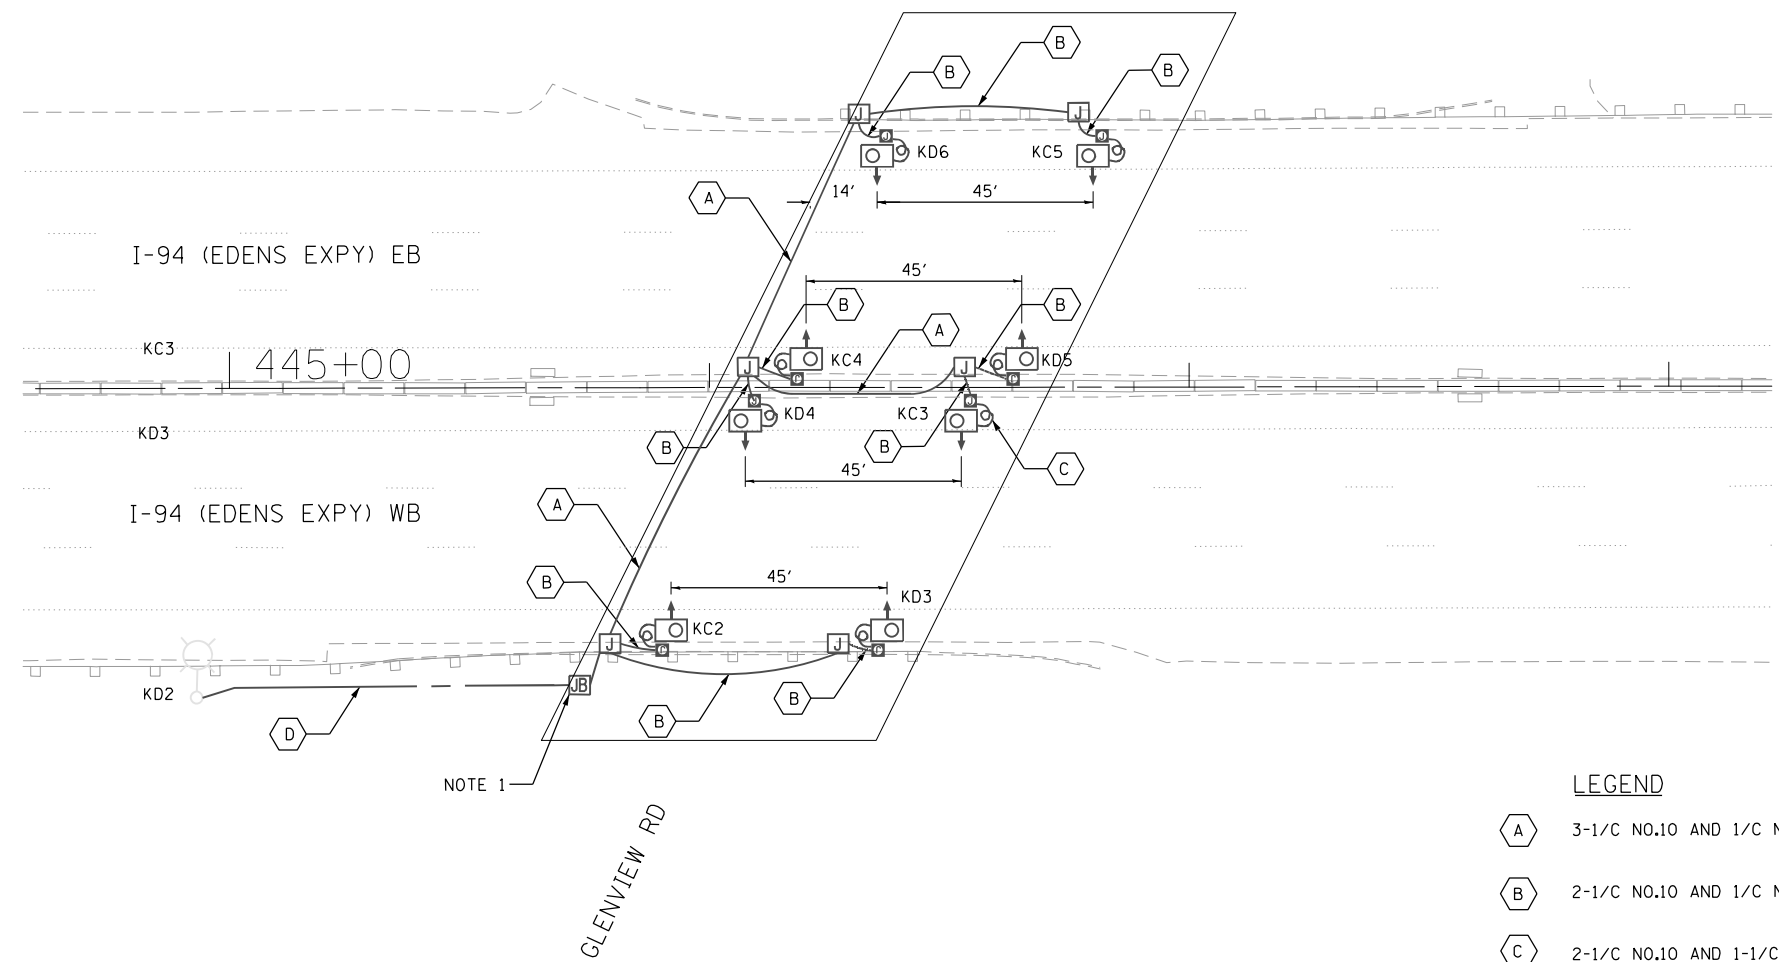 B
B
B
J
J
J
J
KD6
KC5
14'
45'
A
I-94 (EDENS EXPY) EB
45'
B
A
B
KC3
445+00
J
KC4
C
J
KD5
C
KD3
J
KD4
KC3
J
B
B
C
45'
I-94 (EDENS EXPY) WB
A
B
45'
KD3
J
C
KC2
J
C
KD2
JB
B
B
D
NOTE 1
GLENVIEW RD
LEGEND
A 3-1/C NO.10 AND 1/C
B 2-1/C NO.10 AND 1/C
C 2-1/C NO.10 AND 1-1/C